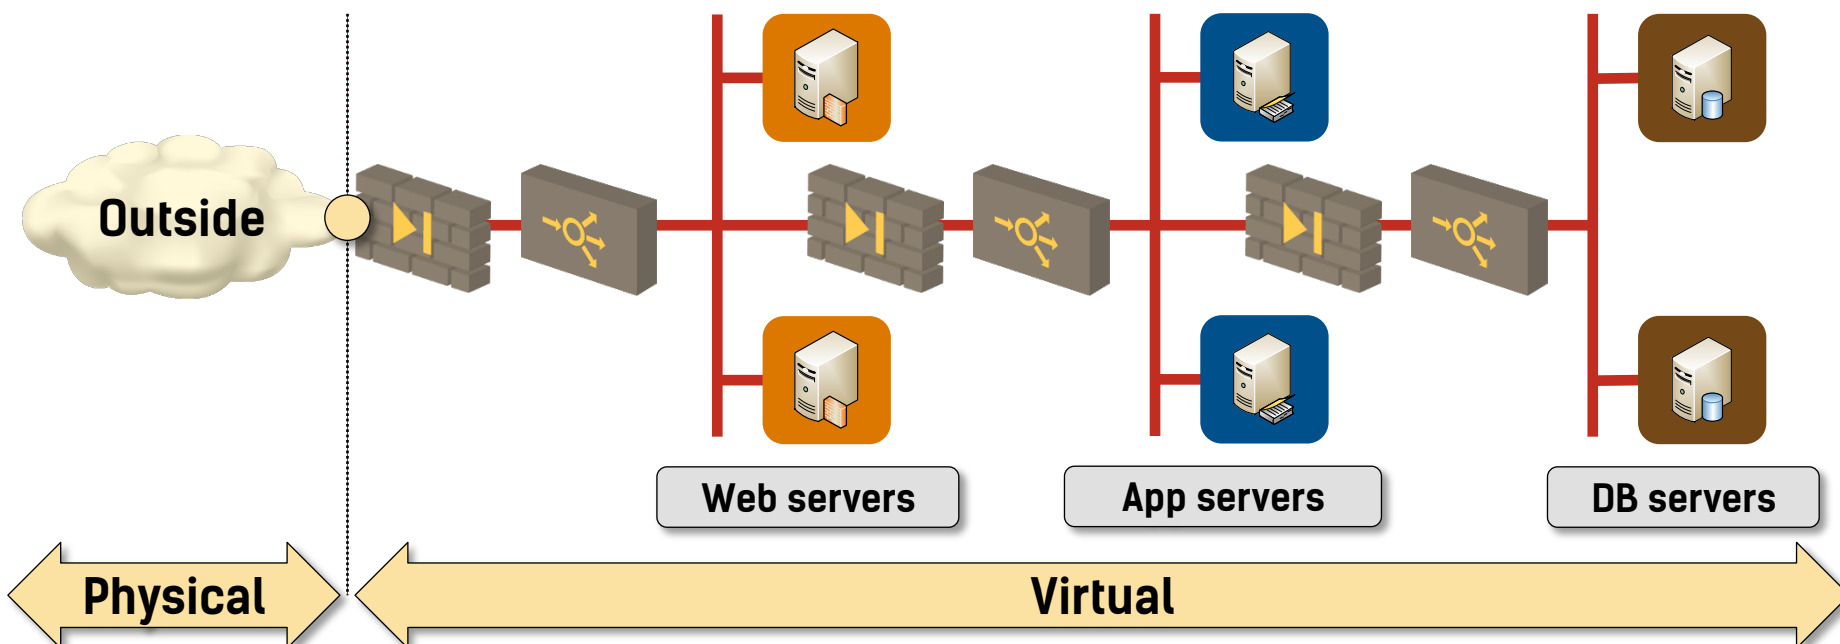 Outside
Web servers
App servers
DB servers
Physical
Virtual